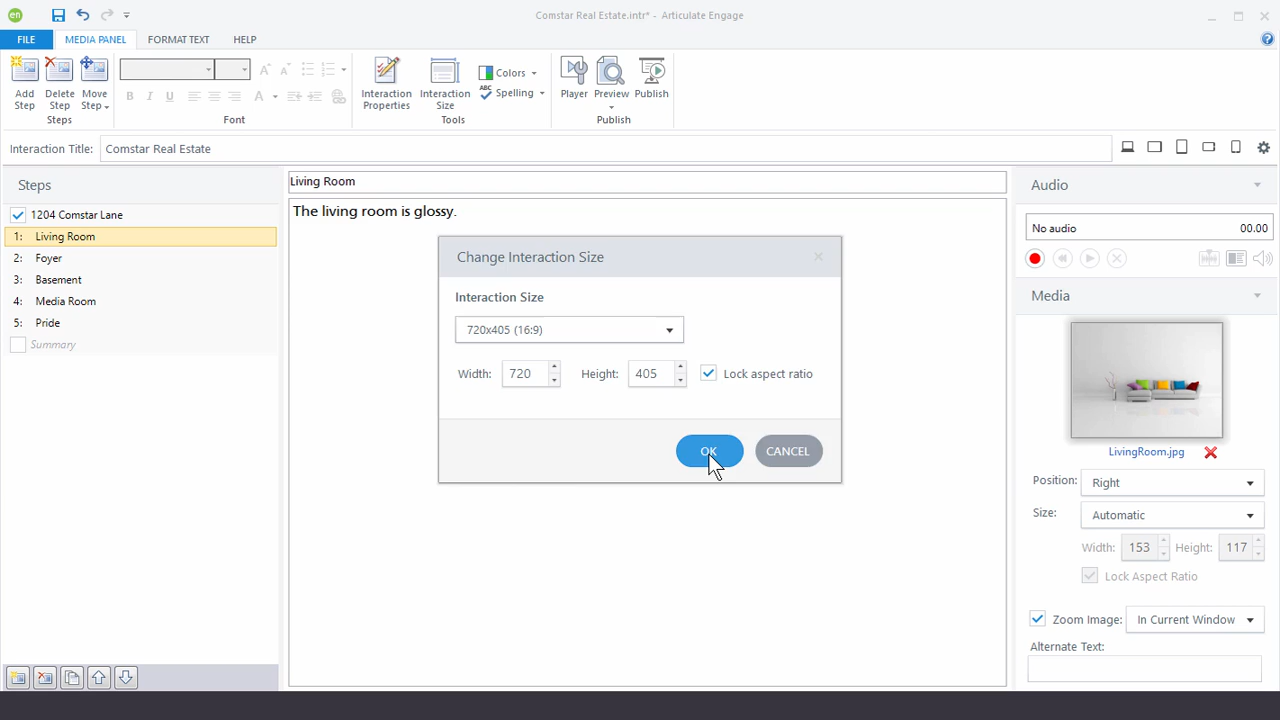 en
Comstar Real Estate.intr* - Articulate Engage
FILE
MEDIA PANEL
FORMAT TEXT
HELP
Add Step
Delete Step
Move Step
Steps
B I U
A
Font
Interaction Properties
Interaction Size
Colors
ABC Spelling
Tools
Player
Preview
Publish
Publish
Interaction Title:
Comstar Real Estate
Steps
1204 Comstar Lane
1: Living Room
2: Foyer
3: Basement
4: Media Room
5: Pride
Summary
Living Room
The living room is glossy.
Change Interaction Size
Interaction Size
720x405 (16:9)
Width: 720 Height: 405 Lock aspect ratio
OK
CANCEL
Audio
No audio 00.00
Media
LivingRoom.jpg
Position: Right
Size: Automatic
Width: 153 Height: 117
Lock Aspect Ratio
Zoom Image: In Current Window
Alternate Text: